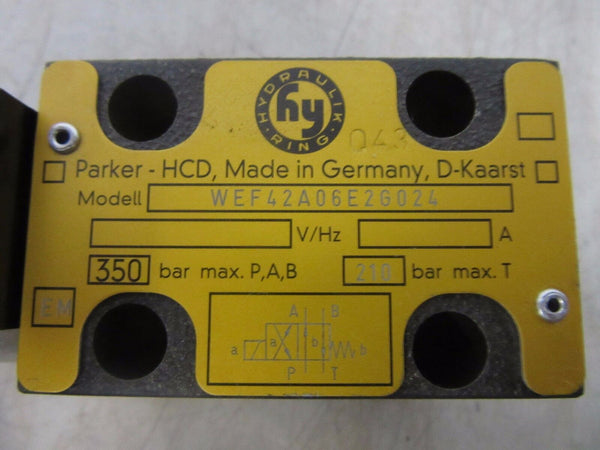 HYDRAULIK RING
hy
043
Parker - HCD, Made in Germany, D-Kaarst
Modell WEF42A06E2G024
V/Hz A
350 bar max. P,A,B 210 bar max. T
EM
A B
a a b b
P T